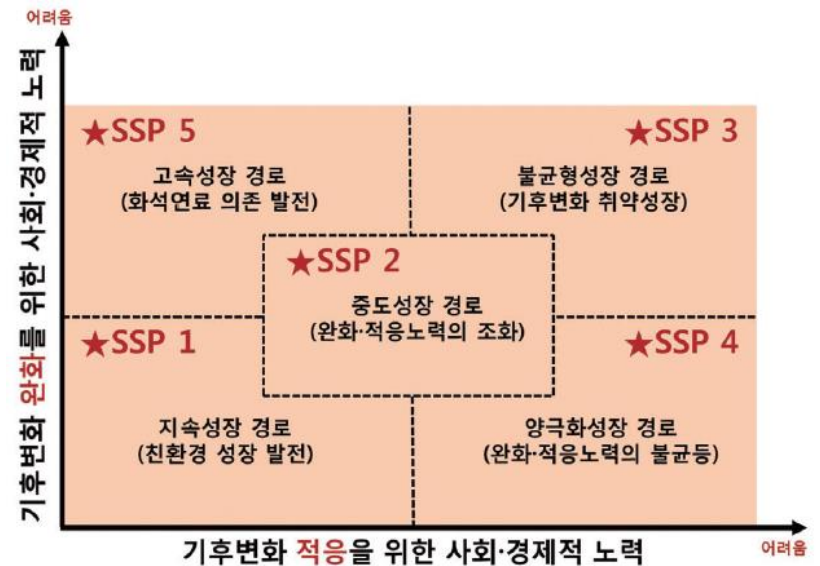 어려움
기후변화 완화를 위한 사회·경제적 노력
★SSP 5
고속성장 경로
(화석연료 의존 발전)
★SSP 3
불균형성장 경로
(기후변화 취약성장)
★SSP 2
중도성장 경로
(완화·적응노력의 조화)
★SSP 1
지속성장 경로
(친환경 성장 발전)
★SSP 4
양극화성장 경로
(완화·적응노력의 불균등)
기후변화 적응을 위한 사회·경제적 노력
어려움